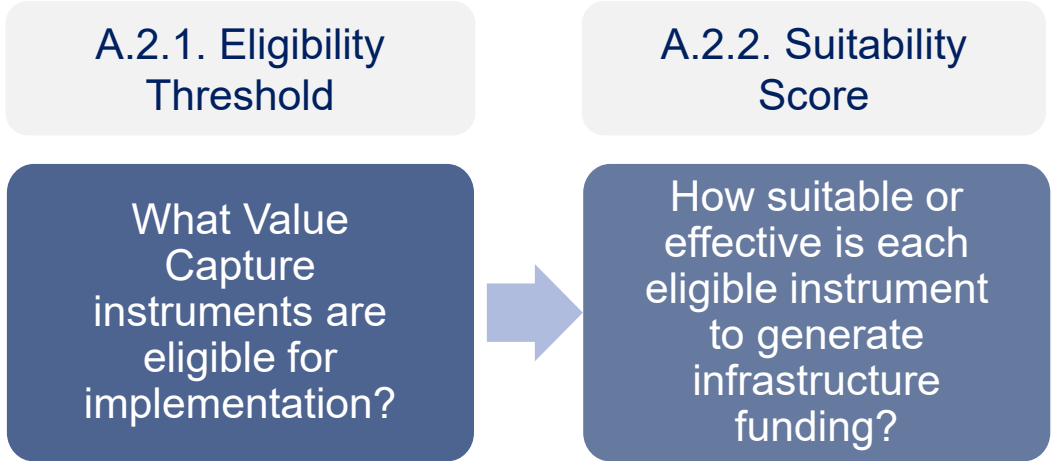 A.2.1. Eligibility
Threshold
What Value
Capture
instruments are
eligible for
implementation?
A.2.2. Suitability
Score
How suitable or
effective is each
eligible instrument
to generate
infrastructure
funding?